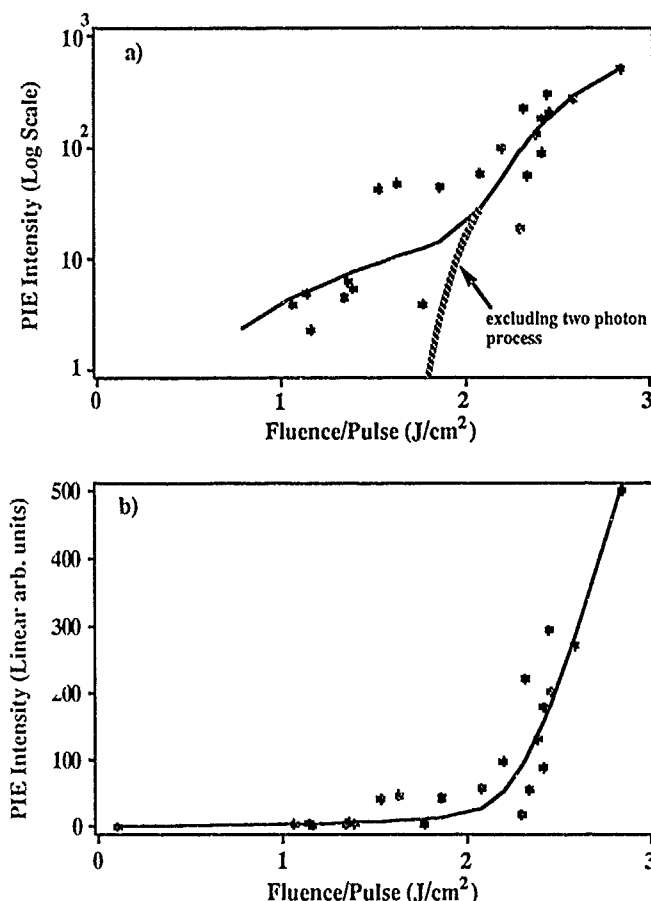 a)
PIE Intensity (Log Scale)
10³
10²
10
1
excluding two photon
process
0
1
2
3
Fluence/Pulse (J/cm²)
b)
PIE Intensity (Linear arb. units)
500
400
300
200
100
0
0
1
2
3
Fluence/Pulse (J/cm²)